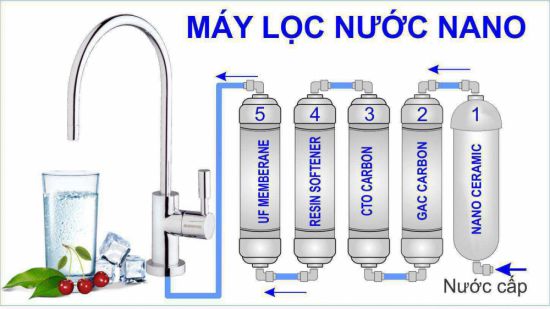 MÁY LỌC NƯỚC NANO
5
UF MEMBERANE
4
RESIN SOFTENER
3
CTO CARBON
2
GAC CARBON
1
NANO CERAMIC
Nước cấp